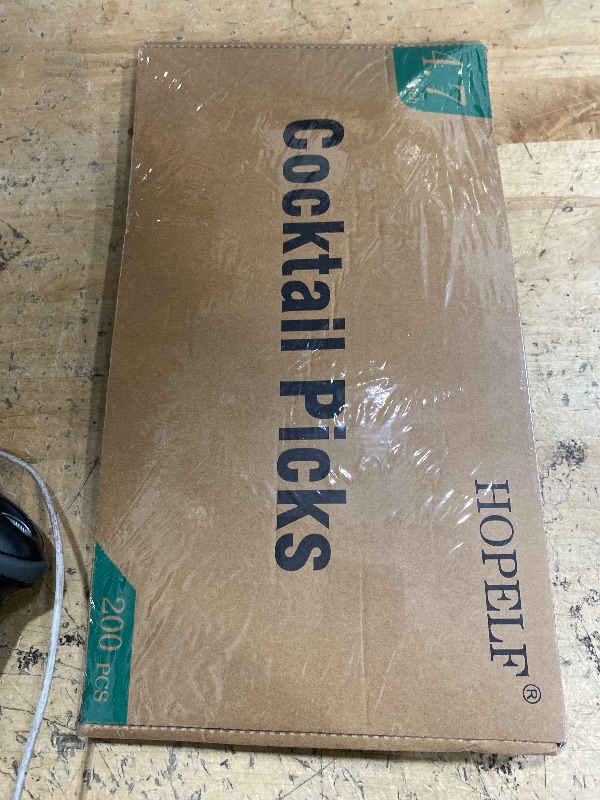 HOPELF®
4.7
Cocktail Picks
200 PCS